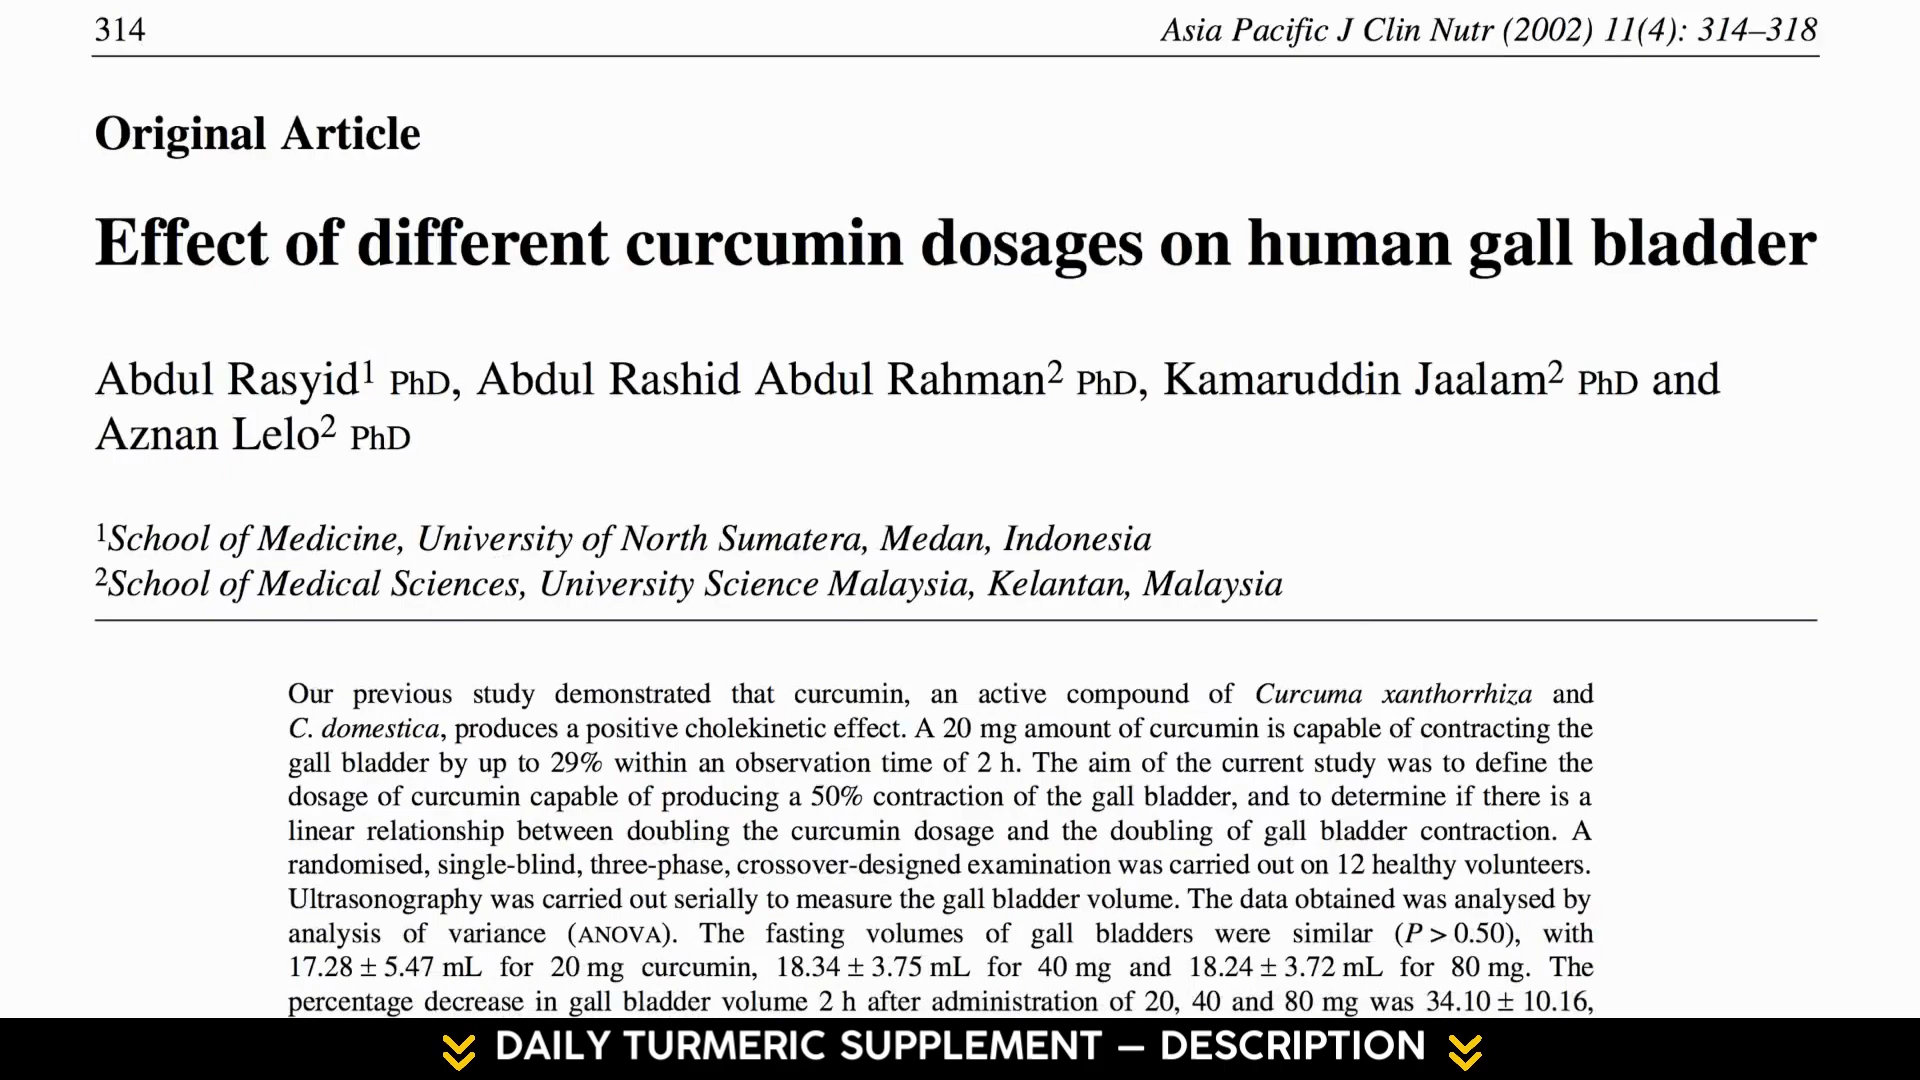 314
Asia Pacific J Clin Nutr (2002) 11(4): 314–318
Original Article
Effect of different curcumin dosages on human gall bladder
Abdul Rasyid1 PhD, Abdul Rashid Abdul Rahman2 PhD, Kamaruddin Jaalam2 PhD and
Aznan Lelo2 PhD
1School of Medicine, University of North Sumatera, Medan, Indonesia
2School of Medical Sciences, University Science Malaysia, Kelantan, Malaysia
Our previous study demonstrated that curcumin, an active compound of Curcuma xanthorrhiza and
C. domestica, produces a positive cholekinetic effect. A 20 mg amount of curcumin is capable of contracting the
gall bladder by up to 29% within an observation time of 2 h. The aim of the current study was to define the
dosage of curcumin capable of producing a 50% contraction of the gall bladder, and to determine if there is a
linear relationship between doubling the curcumin dosage and the doubling of gall bladder contraction. A
randomised, single-blind, three-phase, crossover-designed examination was carried out on 12 healthy volunteers.
Ultrasonography was carried out serially to measure the gall bladder volume. The data obtained was analysed by
analysis of variance (ANOVA). The fasting volumes of gall bladders were similar (P > 0.50), with
17.28 ± 5.47 mL for 20 mg curcumin, 18.34 ± 3.75 mL for 40 mg and 18.24 ± 3.72 mL for 80 mg. The
percentage decrease in gall bladder volume 2 h after administration of 20, 40 and 80 mg was 34.10 ± 10.16,
DAILY TURMERIC SUPPLEMENT – DESCRIPTION